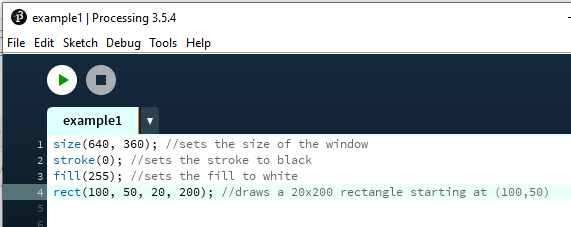 example1 | Processing 3.5.4
File Edit Sketch Debug Tools Help
example1
1 size(640, 360); //sets the size of the window
2 stroke(0); //sets the stroke to black
3 fill(255); //sets the fill to white
4 rect(100, 50, 20, 200); //draws a 20x200 rectangle starting at (100,50)
5